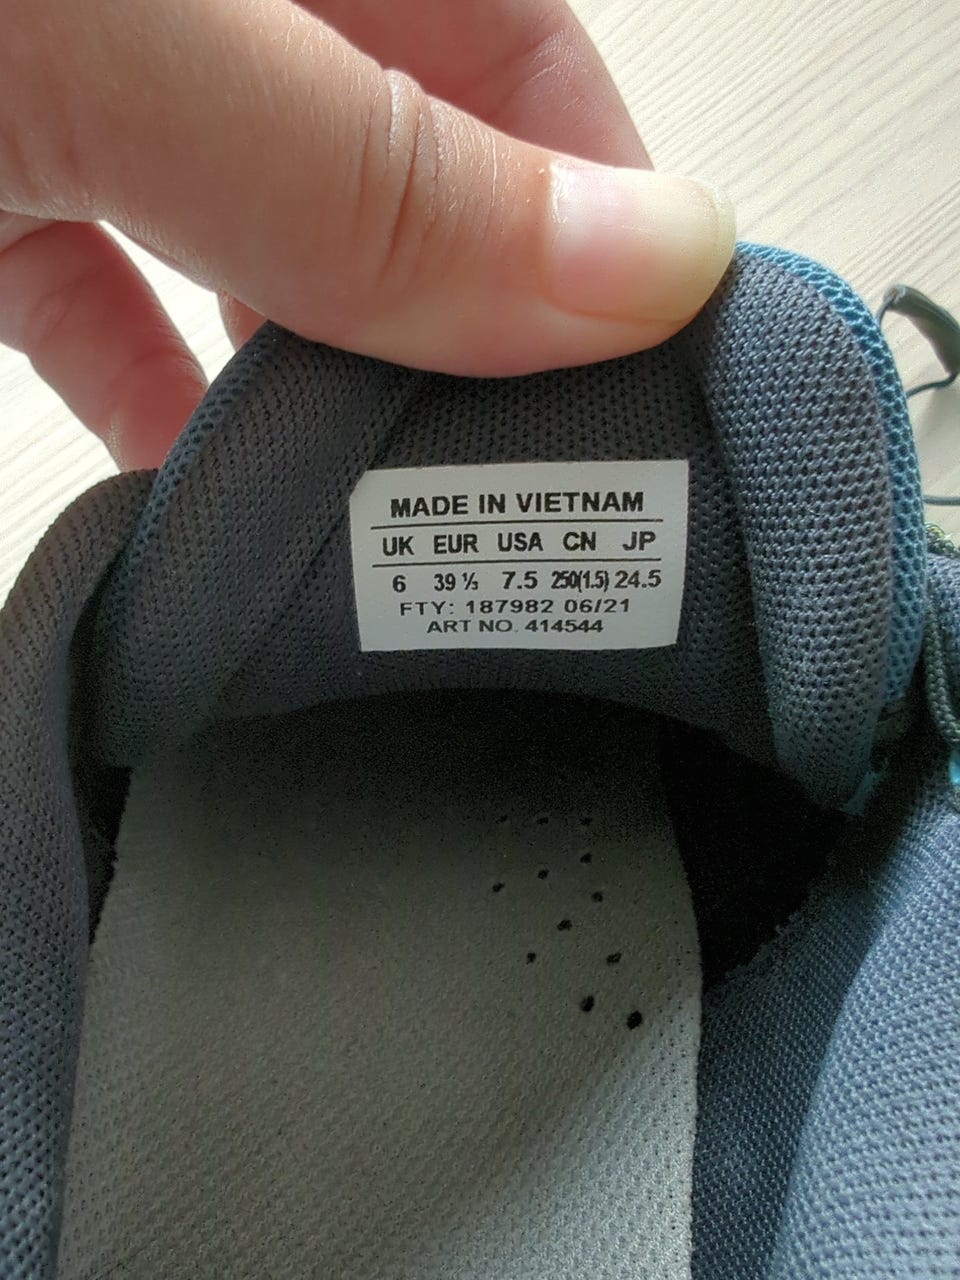 MADE IN VIETNAM
UK EUR USA CN JP
6 39 ⅓ 7.5 250(1.5) 24.5
FTY: 187982 06/21
ART NO. 414544